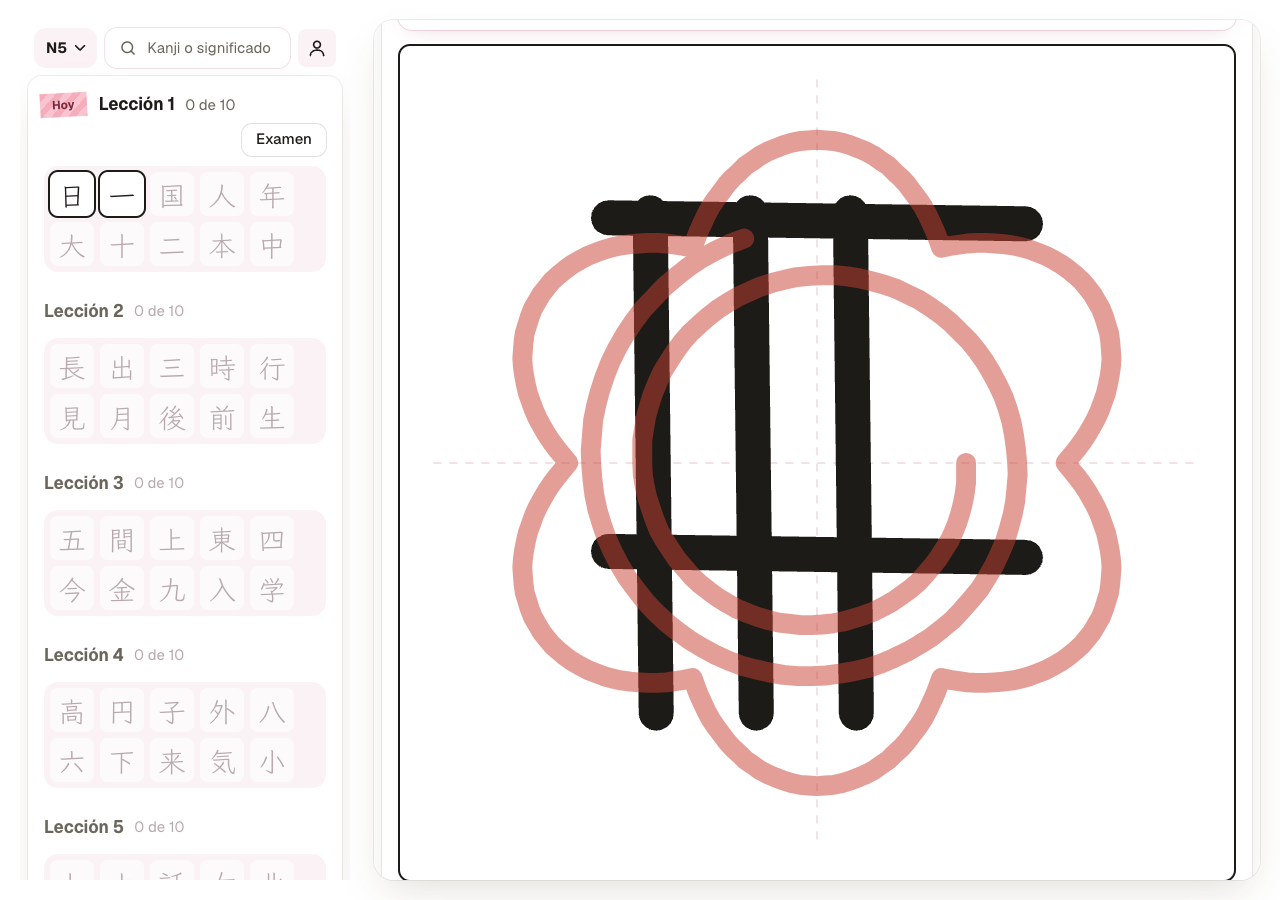 N5
Kanji o significado
Hoy Lección 1 0 de 10
Examen
日 一 国 人 年
大 十 二 本 中
Lección 2 0 de 10
長 出 三 時 行
見 月 後 前 生
Lección 3 0 de 10
五 間 上 東 四
今 金 九 入 学
Lección 4 0 de 10
高 円 子 外 八
六 下 来 気 小
Lección 5 0 de 10